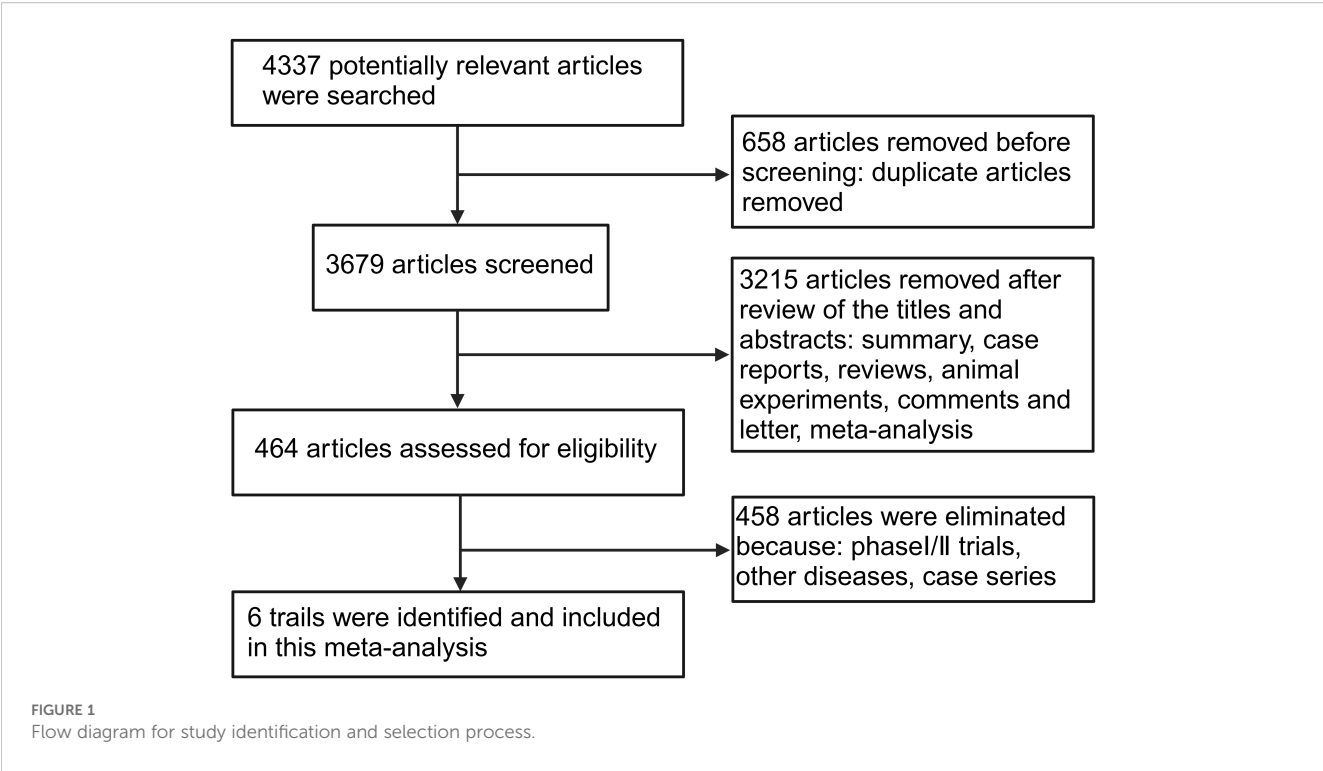 4337 potentially relevant articles
were searched
658 articles removed before
screening: duplicate articles
removed
3679 articles screened
3215 articles removed after
review of the titles and
abstracts: summary, case
reports, reviews, animal
experiments, comments and
letter, meta-analysis
464 articles assessed for eligibility
458 articles were eliminated
because: phaseI/II trials,
other diseases, case series
6 trails were identified and included
in this meta-analysis
FIGURE 1
Flow diagram for study identification and selection process.